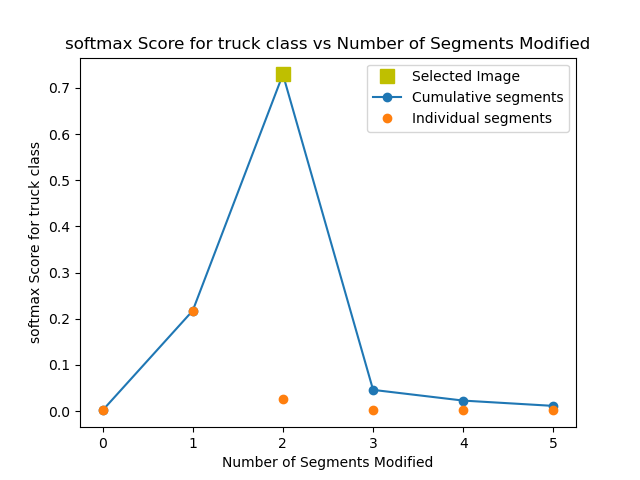 softmax Score for truck class vs Number of Segments Modified
Selected Image
Cumulative segments
Individual segments
softmax Score for truck class
0.7
0.6
0.5
0.4
0.3
0.2
0.1
0.0
0 1 2 3 4 5
Number of Segments Modified